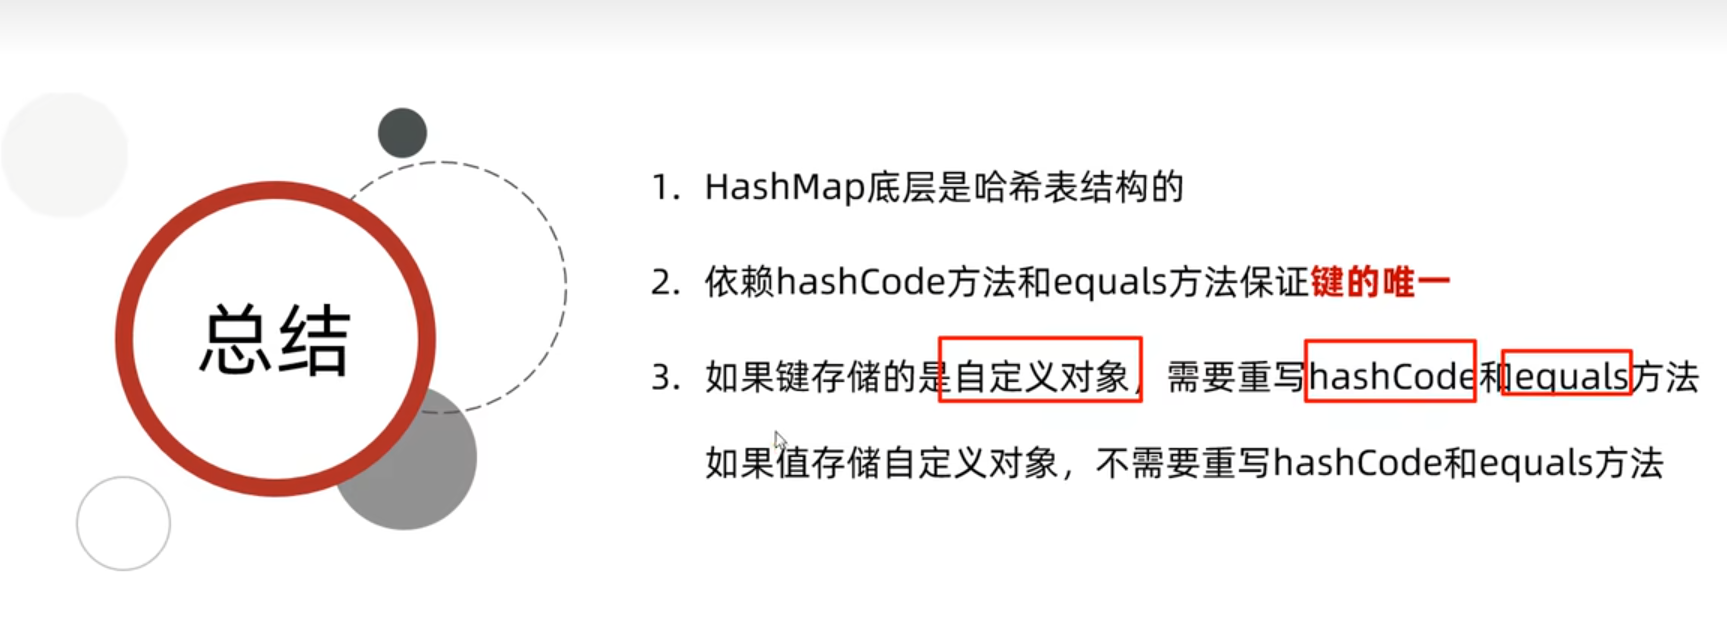 总结
1. HashMap底层是哈希表结构的
2. 依赖hashCode方法和equals方法保证键的唯一
3. 如果键存储的是自定义对象，需要重写hashCode和equals方法
如果值存储自定义对象，不需要重写hashCode和equals方法